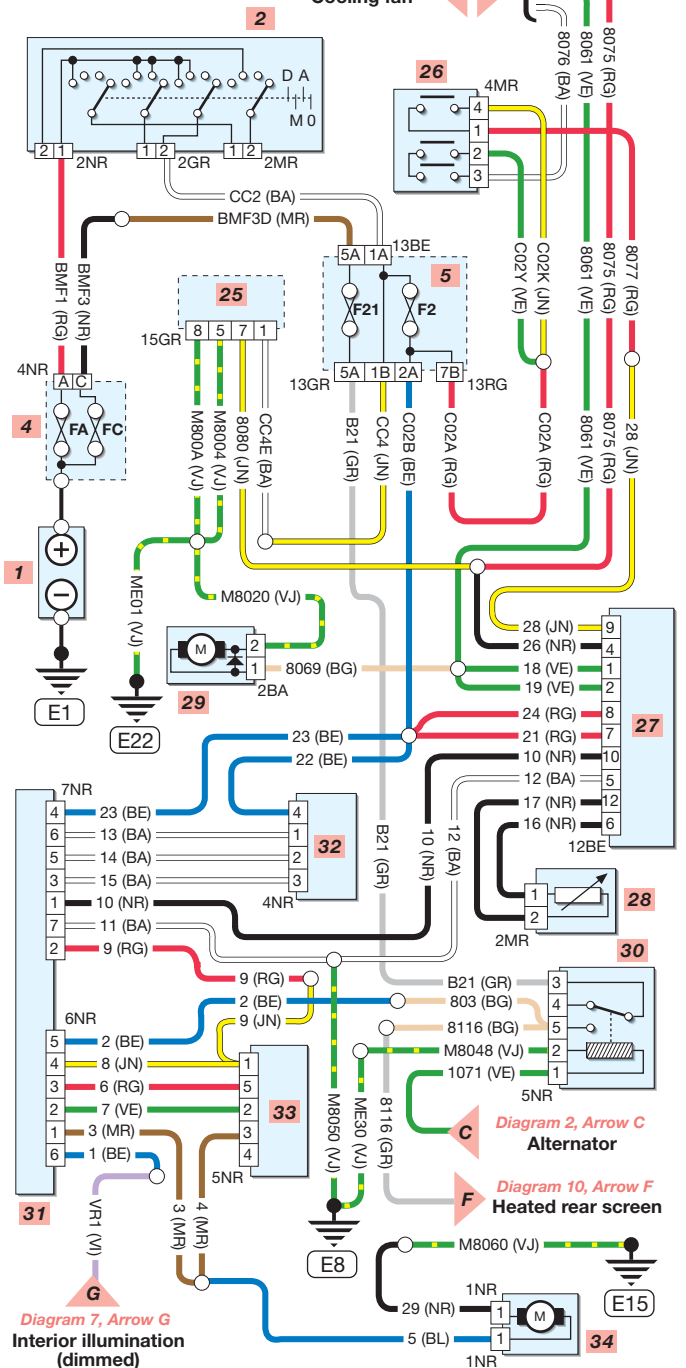 Cooling fan
2
D A
M 0
2 1
2NR
1 2
2GR
1 2
2MR
26
4MR
4
1
2
3
8076 (BA)
8061 (VE)
8075 (RG)
CC2 (BA)
BMF3D (MR)
BMF1 (RG)
BMF3 (NR)
C02Y (VE)
C02K (JN)
8061 (VE)
8075 (RG)
8077 (RG)
5A 1A
13BE
5
F21
F2
25
15GR
8 5 7 1
5A 1B 2A 7B
13GR
13RG
4NR
A C
4
FA
FC
M800A (VJ)
M8004 (VJ)
8080 (JN)
CC4E (BA)
B21 (GR)
CC4 (JN)
C02B (BE)
C02A (RG)
C02A (RG)
8061 (VE)
8075 (RG)
28 (JN)
1
+
−
E1
ME01 (VJ)
E22
M8020 (VJ)
M
2
1
8069 (BG)
2BA
29
28 (JN)
9
26 (NR)
4
18 (VE)
1
19 (VE)
2
24 (RG)
8
21 (RG)
7
10 (NR)
10
12 (BA)
5
17 (NR)
12
16 (NR)
6
27
12BE
23 (BE)
22 (BE)
7NR
4
23 (BE)
6
13 (BA)
5
14 (BA)
3
15 (BA)
1
10 (NR)
7
11 (BA)
2
9 (RG)
4
1
2
3
32
4NR
B21 (GR)
10 (NR)
12 (BA)
1
2
28
2MR
30
9 (RG)
2 (BE)
9 (JN)
B21 (GR)
3
803 (BG)
4
8116 (BG)
5
M8048 (VJ)
2
1071 (VE)
1
5NR
6NR
5
2 (BE)
4
8 (JN)
3
6 (RG)
2
7 (VE)
1
3 (MR)
6
1 (BE)
1
5
2
3
4
33
5NR
31
VR1 (VI)
3 (MR)
4 (MR)
M8050 (VJ)
ME30 (VJ)
8116 (GR)
C
Diagram 2, Arrow C
Alternator
F
Diagram 10, Arrow F
Heated rear screen
E8
G
Diagram 7, Arrow G
Interior illumination
(dimmed)
M8060 (VJ)
E15
29 (NR)
1NR
1
M
5 (BL)
1
34
1NR